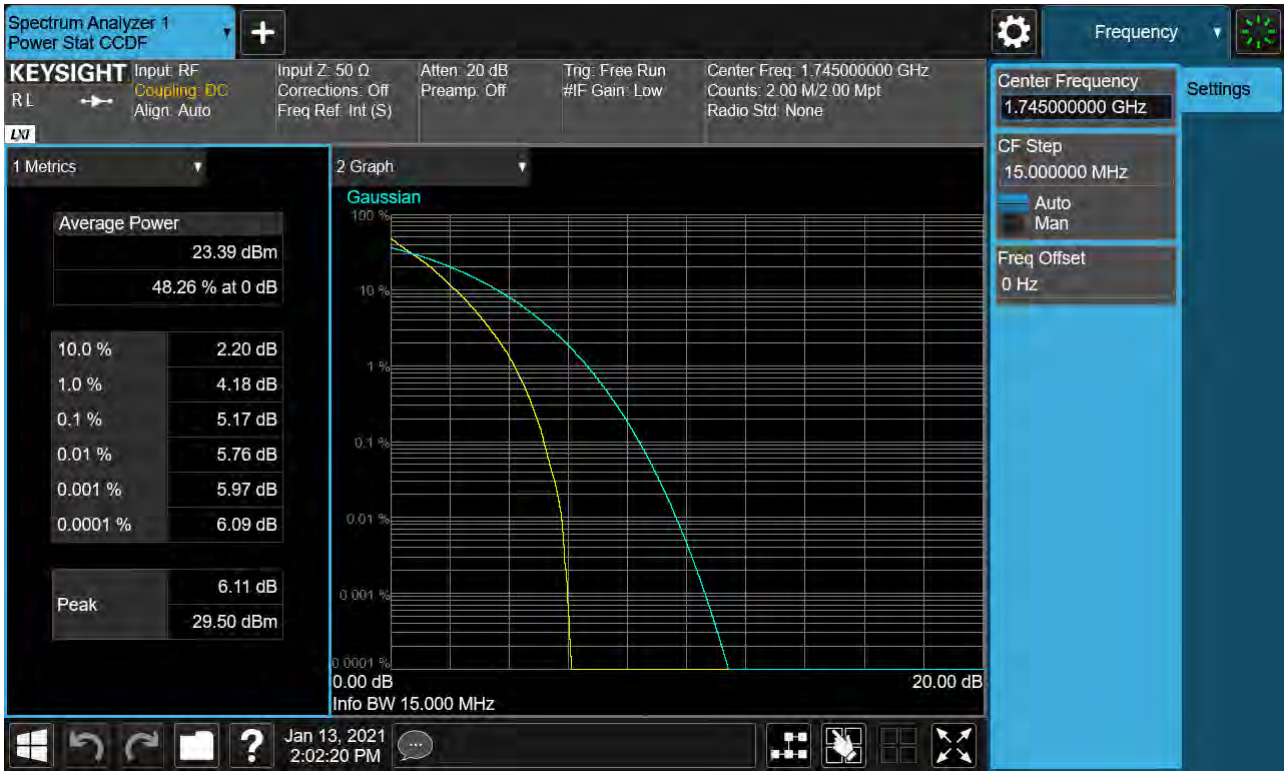 Spectrum Analyzer 1
Power Stat CCDF
+
Frequency
KEYSIGHT
RL
LXI
Input: RF
Coupling: DC
Align: Auto
Input Z: 50 Ω
Corrections: Off
Freq Ref: Int (S)
Atten: 20 dB
Preamp: Off
Trig: Free Run
#IF Gain: Low
Center Freq: 1.745000000 GHz
Counts: 2.00 M/2.00 Mpt
Radio Std: None
Center Frequency
1.745000000 GHz
Settings
CF Step
15.000000 MHz
Auto
Man
Freq Offset
0 Hz
1 Metrics
Average Power
23.39 dBm
48.26 % at 0 dB
10.0 % 2.20 dB
1.0 % 4.18 dB
0.1 % 5.17 dB
0.01 % 5.76 dB
0.001 % 5.97 dB
0.0001 % 6.09 dB
Peak
6.11 dB
29.50 dBm
2 Graph
Gaussian
100 %
10 %
1 %
0.1 %
0.01 %
0.001 %
0.0001 %
0.00 dB 20.00 dB
Info BW 15.000 MHz
?
Jan 13, 2021
2:02:20 PM